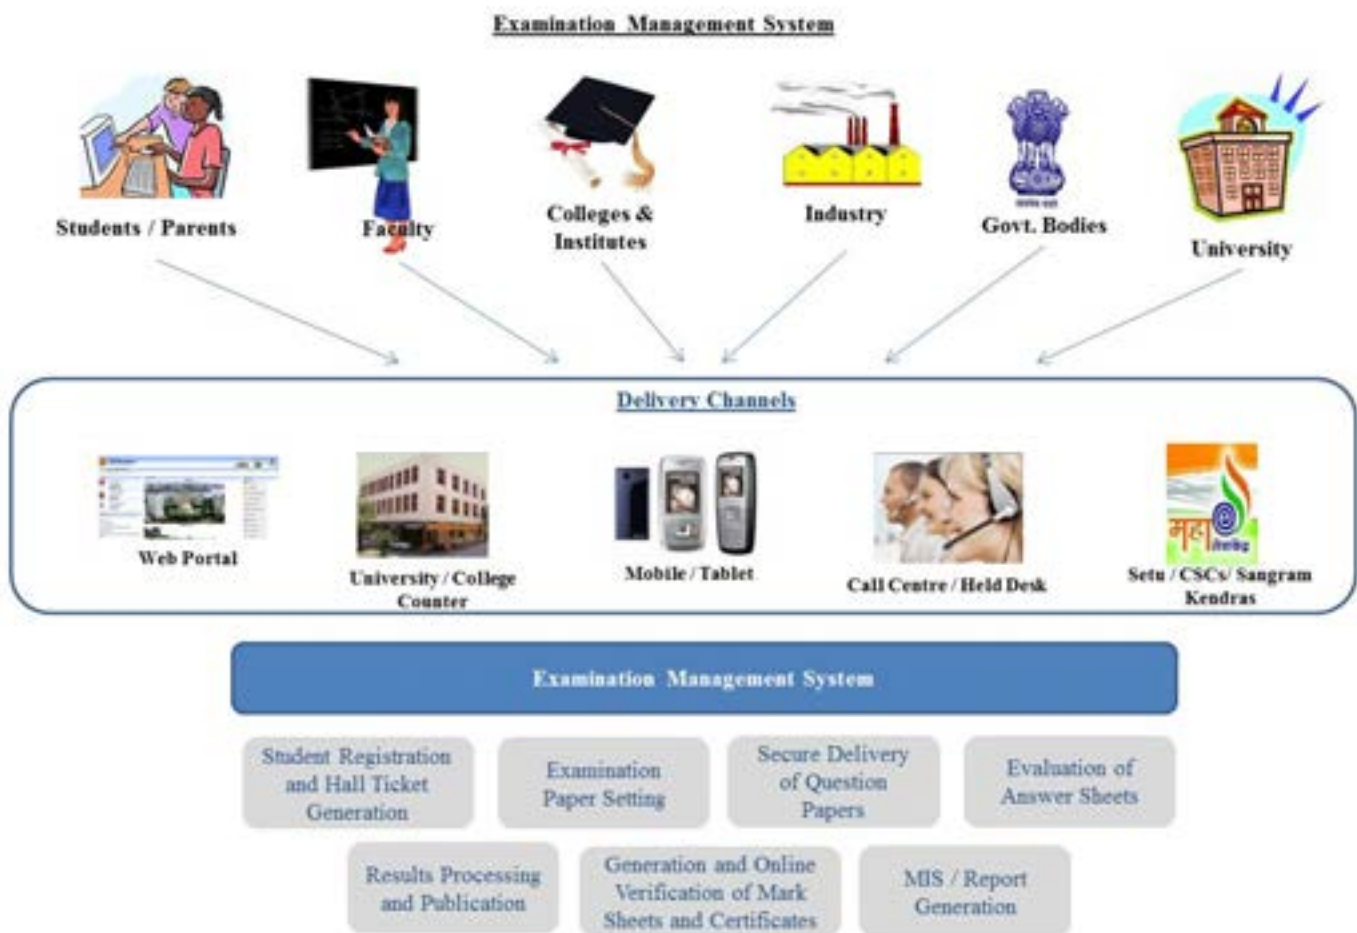 Examination Management System
Students / Parents
Faculty
Colleges &
Institutes
Industry
Govt. Bodies
University
Delivery Channels
Web Portal
University / College
Counter
Mobile / Tablet
Call Centre / Held Desk
महा
Setu / CSCs/ Sangram
Kendras
Examination Management System
Student Registration
and Hall Ticket
Generation
Examination
Paper Setting
Secure Delivery
of Question
Papers
Evaluation of
Answer Sheets
Results Processing
and Publication
Generation and Online
Verification of Mark
Sheets and Certificates
MIS / Report
Generation